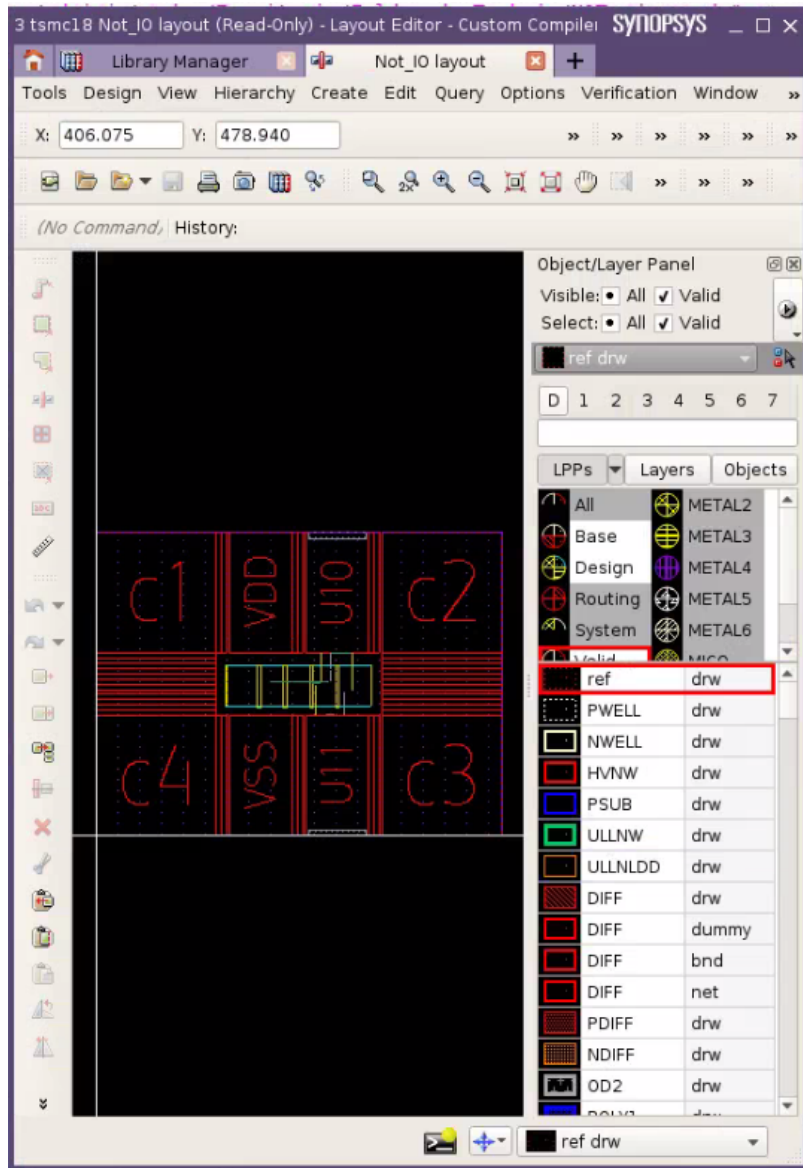 3 tsmc18 Not_IO layout (Read-Only) - Layout Editor - Custom Compiler SYNOPSYS
Library Manager Not_IO layout
Tools Design View Hierarchy Create Edit Query Options Verification Window »
X: 406.075 Y: 478.940
(No Command) History:
Object/Layer Panel
Visible: All Valid
Select: All Valid
ref drw
D 1 2 3 4 5 6 7
LPPs Layers Objects
All METAL2
Base METAL3
Design METAL4
Routing METAL5
System METAL6
Valid
ref drw
PWELL drw
NWELL drw
HVNW drw
PSUB drw
ULLNW drw
ULLNLDD drw
DIFF drw
DIFF dummy
DIFF bnd
DIFF net
PDIFF drw
NDIFF drw
OD2 drw
c1 VDD U10 c2
c4 VSS U11 c3
ref drw